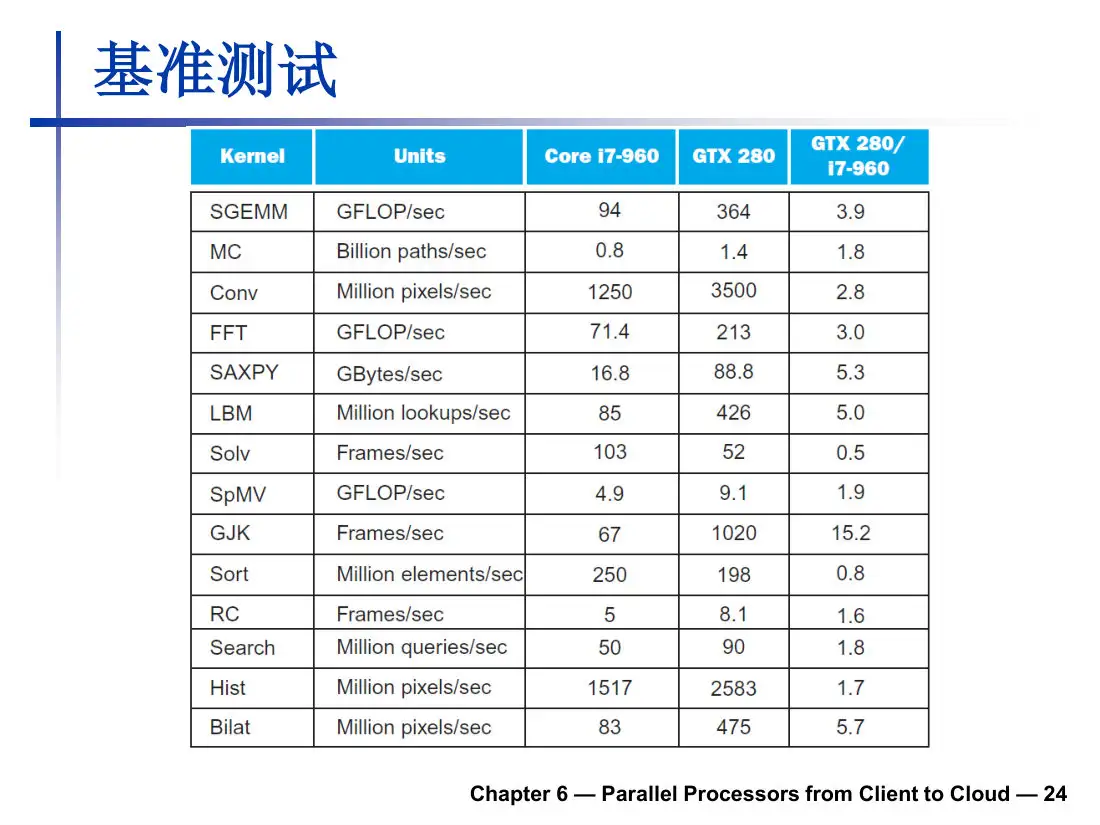 基准测试
Kernel Units Core i7-960 GTX 280 GTX 280/
i7-960
SGEMM GFLOP/sec 94 364 3.9
MC Billion paths/sec 0.8 1.4 1.8
Conv Million pixels/sec 1250 3500 2.8
FFT GFLOP/sec 71.4 213 3.0
SAXPY GBytes/sec 16.8 88.8 5.3
LBM Million lookups/sec 85 426 5.0
Solv Frames/sec 103 52 0.5
SpMV GFLOP/sec 4.9 9.1 1.9
GJK Frames/sec 67 1020 15.2
Sort Million elements/sec 250 198 0.8
RC Frames/sec 5 8.1 1.6
Search Million queries/sec 50 90 1.8
Hist Million pixels/sec 1517 2583 1.7
Bilat Million pixels/sec 83 475 5.7
Chapter 6 — Parallel Processors from Client to Cloud — 24